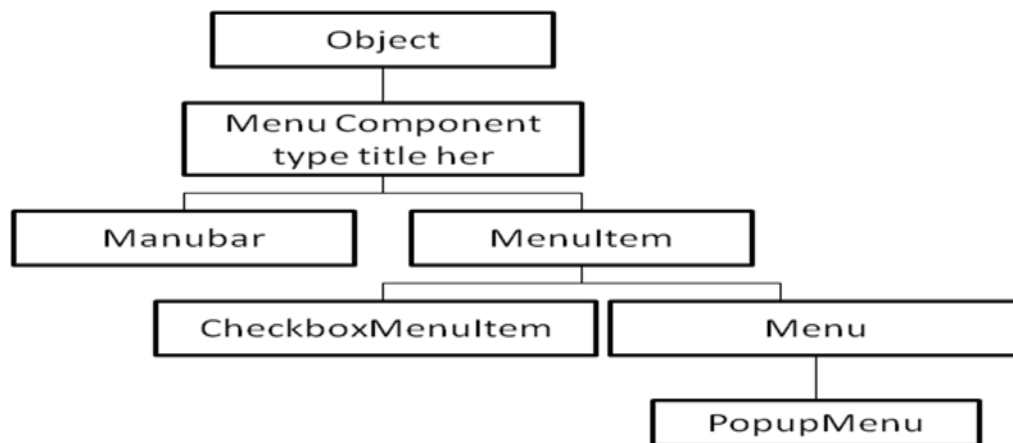 Object
Menu Component
type title her
Manubar
MenuItem
CheckboxMenuItem
Menu
PopupMenu